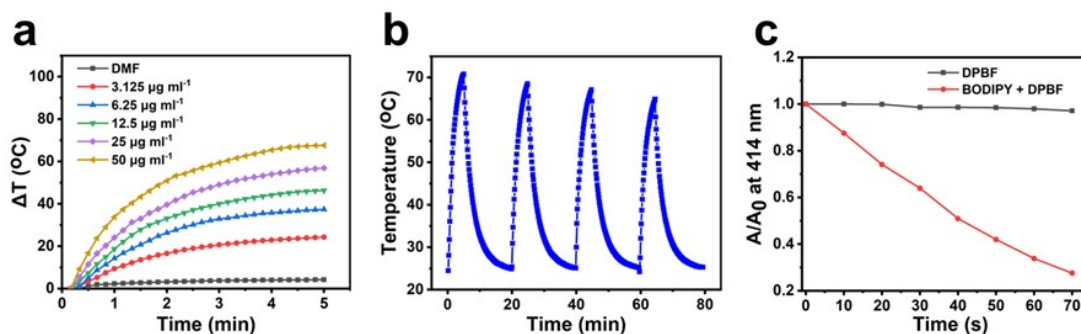 a
ΔT (ºC)
100
80
60
40
20
0
DMF
3.125 µg ml⁻¹
6.25 µg ml⁻¹
12.5 µg ml⁻¹
25 µg ml⁻¹
50 µg ml⁻¹
0 1 2 3 4 5
Time (min)
b
Temperature (ºC)
70
60
50
40
30
20
0 20 40 60 80
Time (min)
c
A/A₀ at 414 nm
1.2
1.0
0.8
0.6
0.4
0.2
DPBF
BODIPY + DPBF
0 10 20 30 40 50 60 70
Time (s)